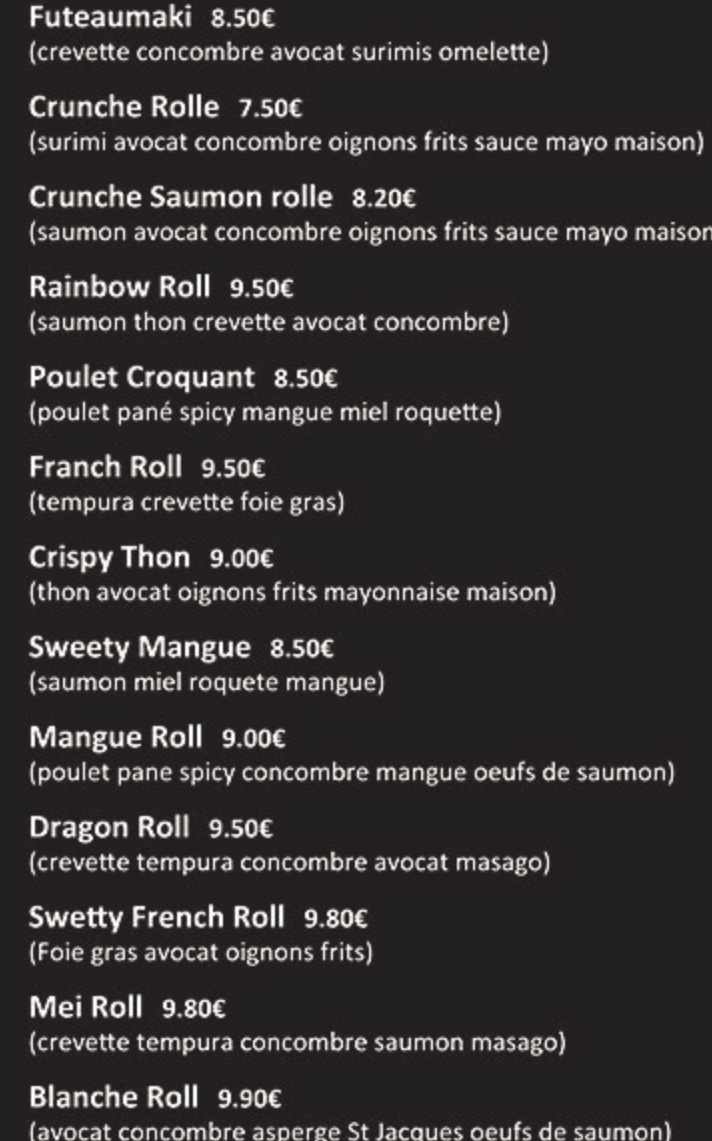 Futeaumaki 8.50€
(crevette concombre avocat surimis omelette)
Crunche Rolle 7.50€
(surimi avocat concombre oignons frits sauce mayo maison)
Crunche Saumon rolle 8.20€
(saumon avocat concombre oignons frits sauce mayo maison
Rainbow Roll 9.50€
(saumon thon crevette avocat concombre)
Poulet Croquant 8.50€
(poulet pané spicy mangue miel roquette)
Franch Roll 9.50€
(tempura crevette foie gras)
Crispy Thon 9.00€
(thon avocat oignons frits mayonnaise maison)
Sweety Mangue 8.50€
(saumon miel roquete mangue)
Mangue Roll 9.00€
(poulet pane spicy concombre mangue oeufs de saumon)
Dragon Roll 9.50€
(crevette tempura concombre avocat masago)
Swetty French Roll 9.80€
(Foie gras avocat oignons frits)
Mei Roll 9.80€
(crevette tempura concombre saumon masago)
Blanche Roll 9.90€
(avocat concombre asperge St Jacques oeufs de saumon)